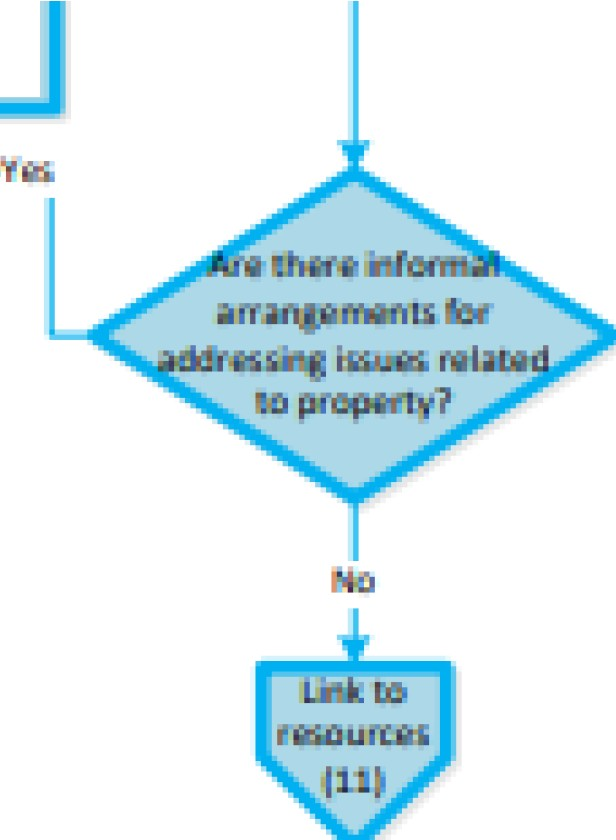 Yes
Are there informal
arrangements for
addressing issues related
to property?
No
Link to
resources
(11)